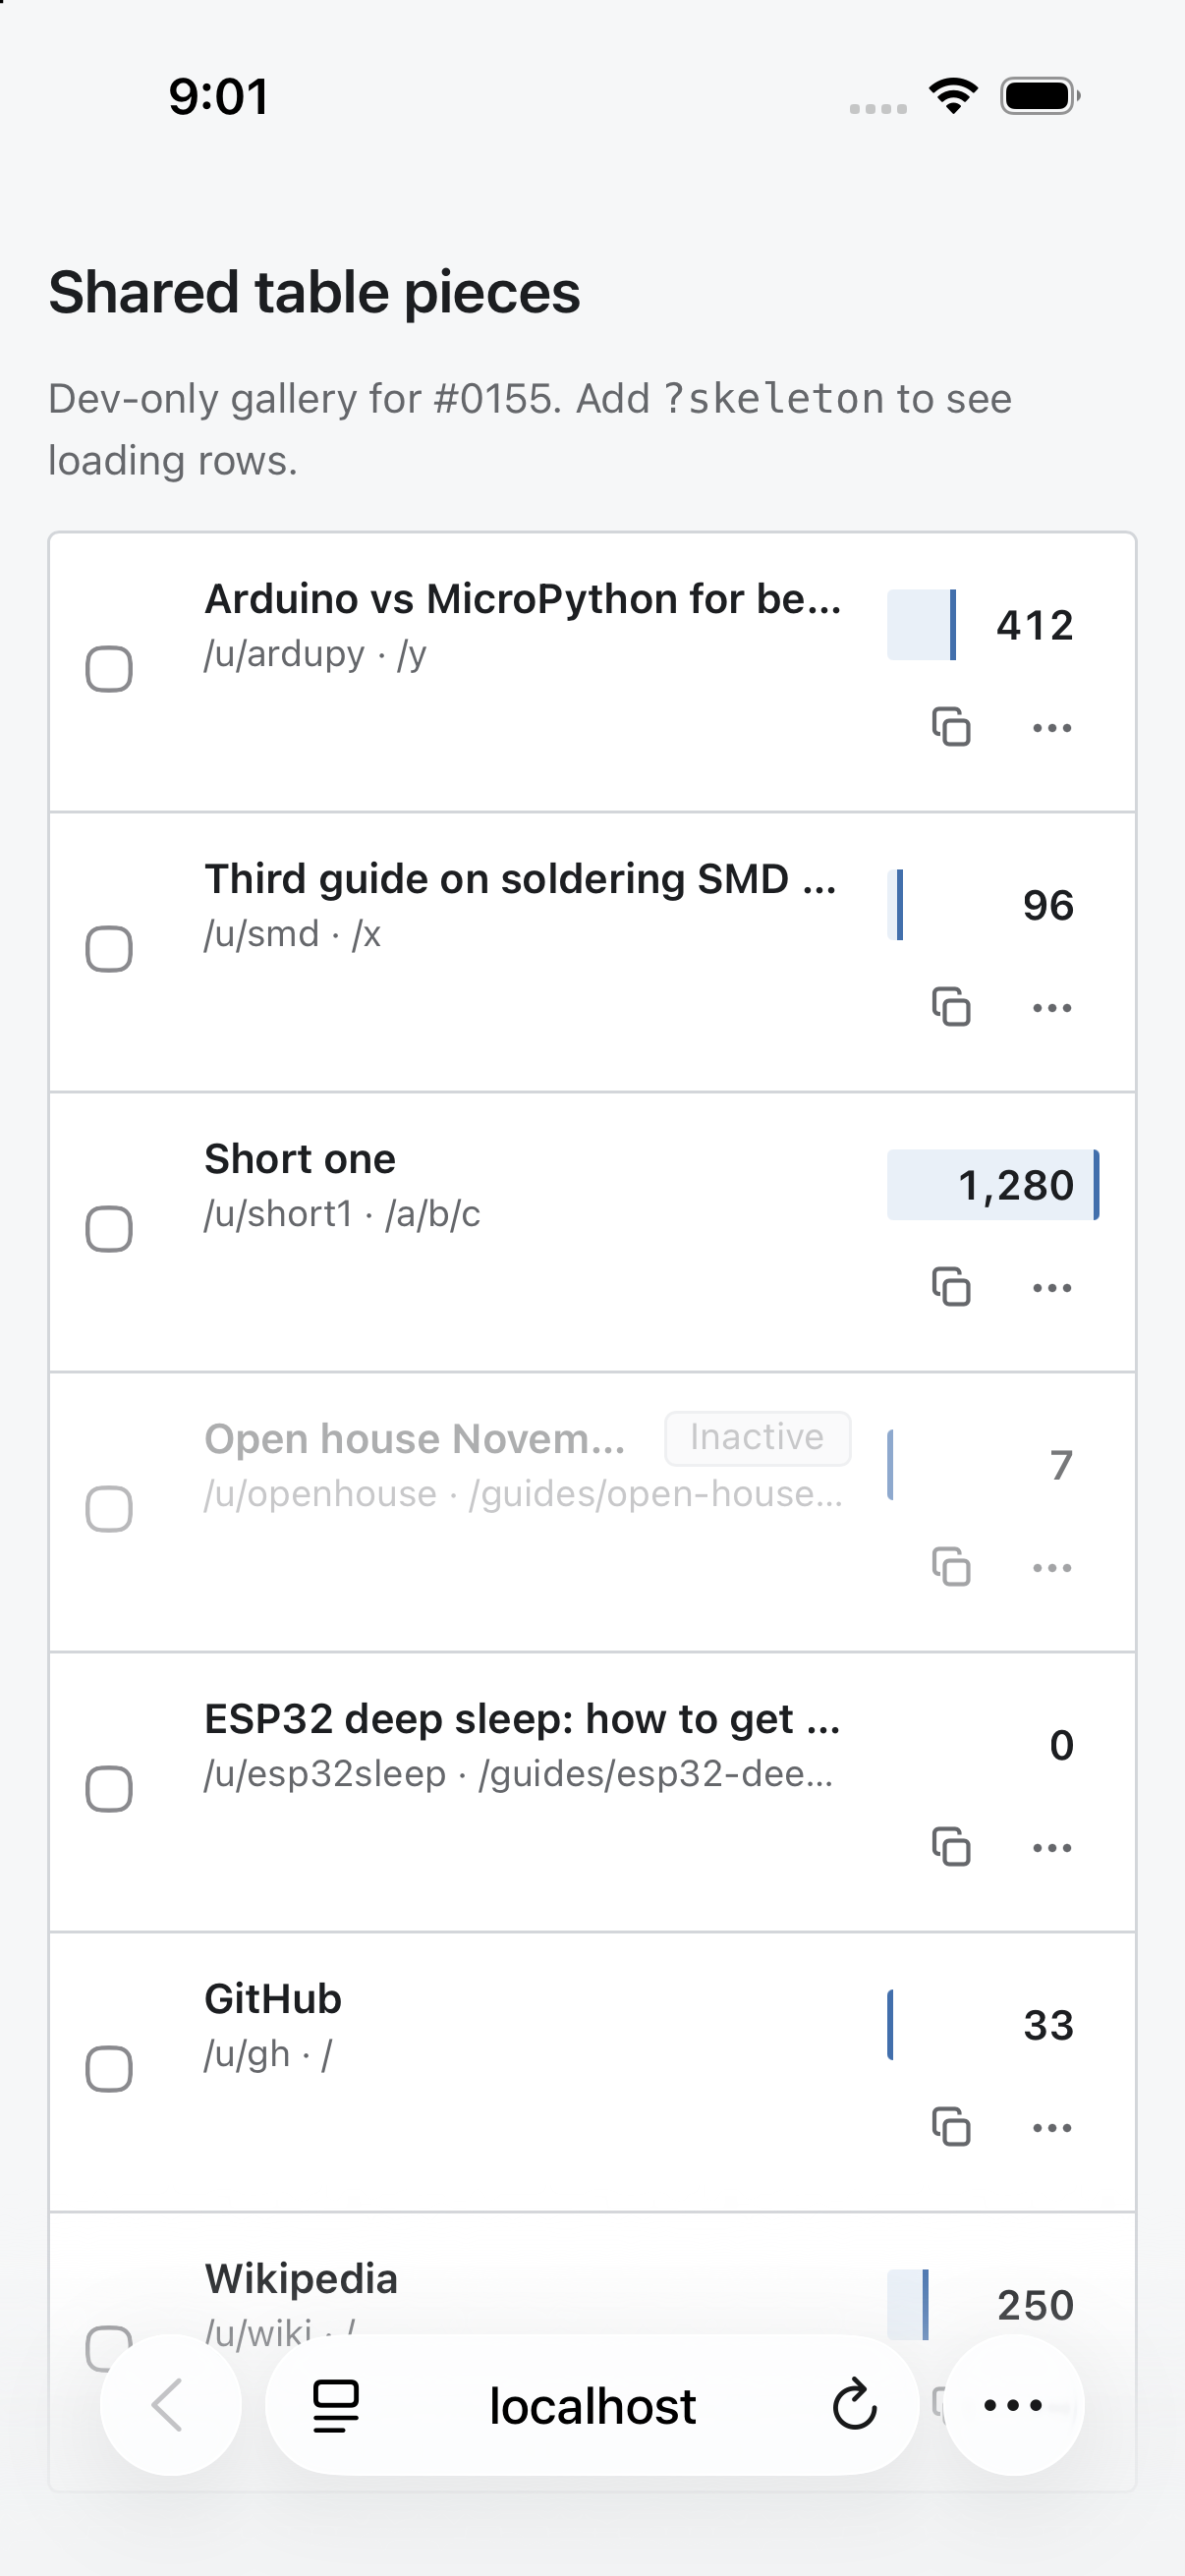 9:01
Shared table pieces
Dev-only gallery for #0155. Add ?skeleton to see
loading rows.
Arduino vs MicroPython for be...
412
/u/ardupy · /y
Third guide on soldering SMD ...
96
/u/smd · /x
Short one
1,280
/u/short1 · /a/b/c
Open house Novem...
Inactive
7
/u/openhouse · /guides/open-house...
ESP32 deep sleep: how to get ...
0
/u/esp32sleep · /guides/esp32-dee...
GitHub
33
/u/gh · /
Wikipedia
250
/u/wiki · /
localhost